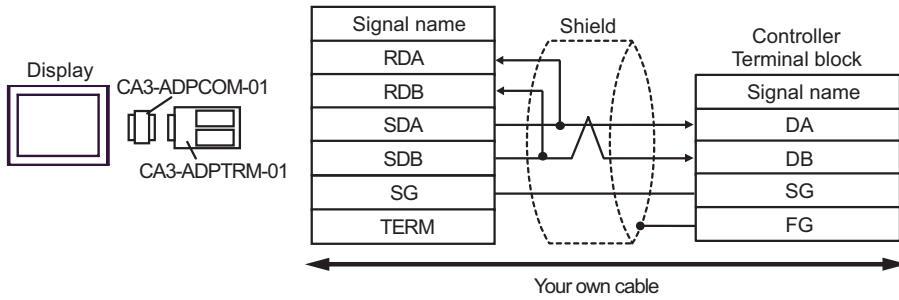 Display
CA3-ADPCOM-01
CA3-ADPTRM-01
Signal name
RDA
RDB
SDA
SDB
SG
TERM
Shield
Controller
Terminal block
Signal name
DA
DB
SG
FG
Your own cable